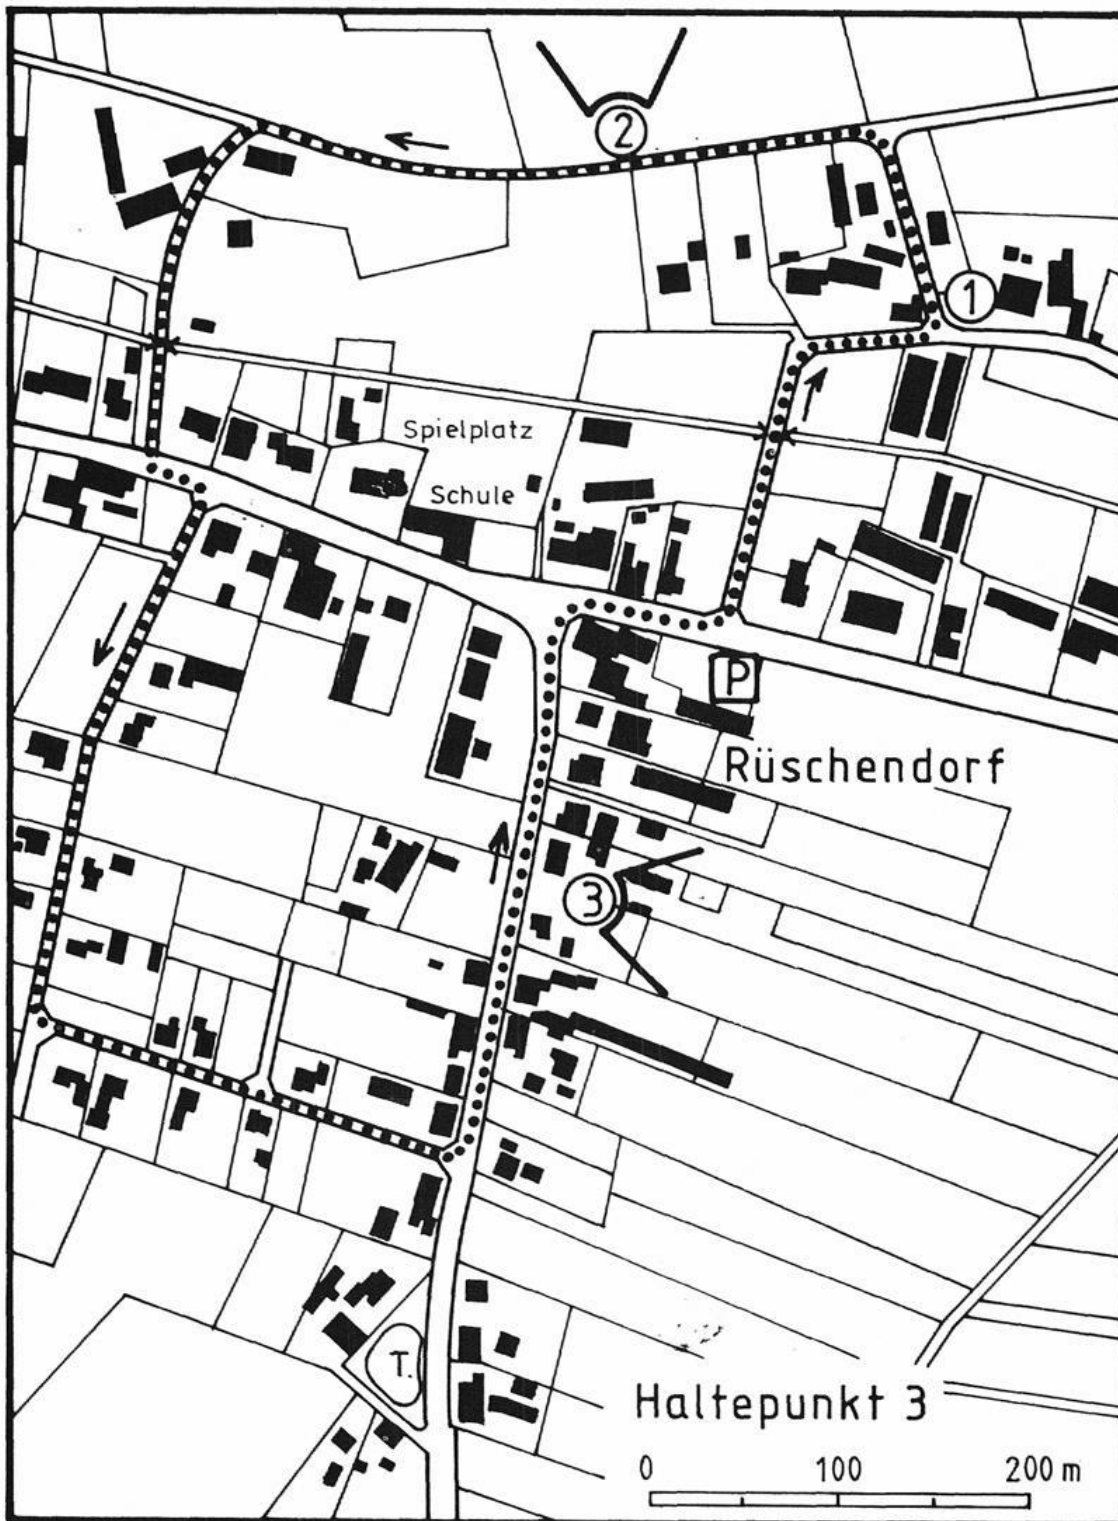 2
1
Spielplatz
Schule
P
Rüschendorf
3
T.
Haltepunkt 3
0 100 200 m